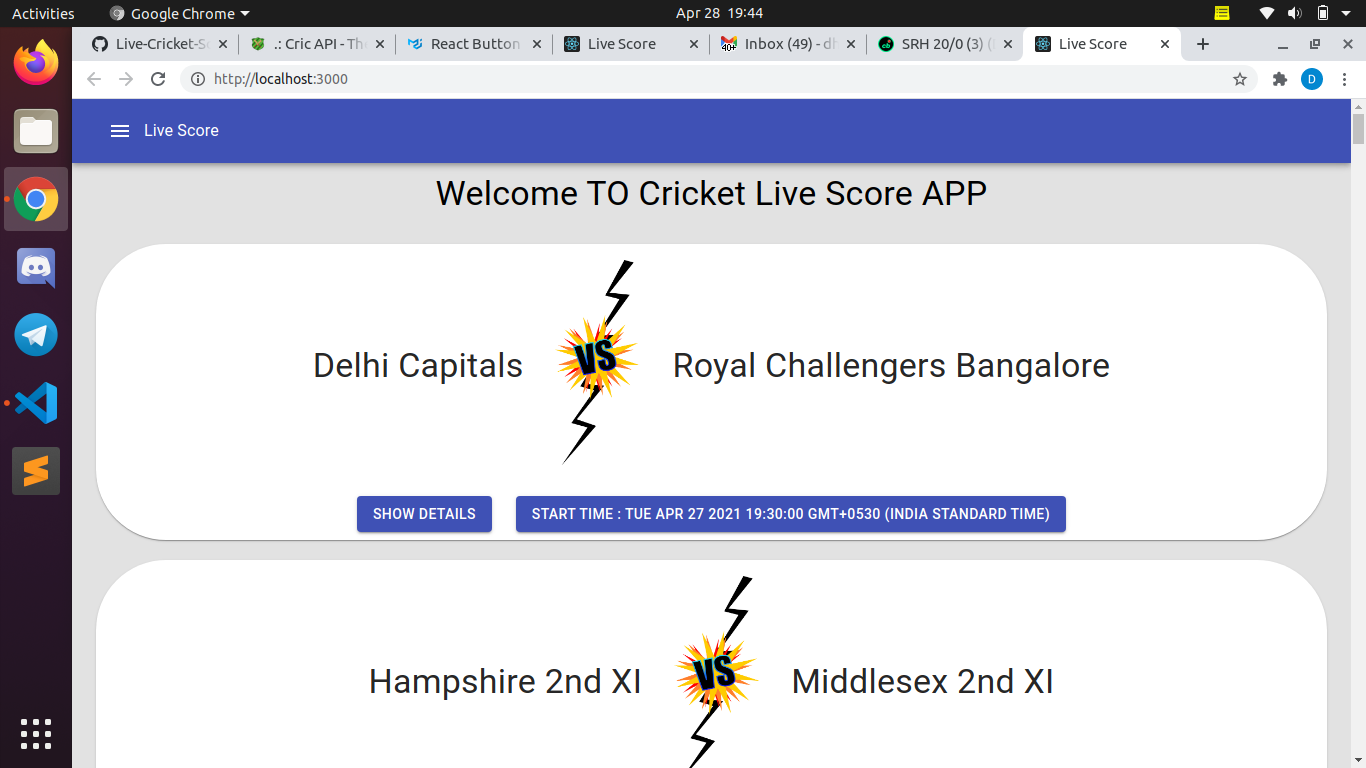 Activities Google Chrome Apr 28 19:44
Live-Cricket-Sc .: Cric API - The React Button Live Score Inbox (49) - dh SRH 20/0 (3) ( Live Score
http://localhost:3000 D
Live Score
Welcome TO Cricket Live Score APP
Delhi Capitals VS Royal Challengers Bangalore
SHOW DETAILS START TIME : TUE APR 27 2021 19:30:00 GMT+0530 (INDIA STANDARD TIME)
Hampshire 2nd XI VS Middlesex 2nd XI